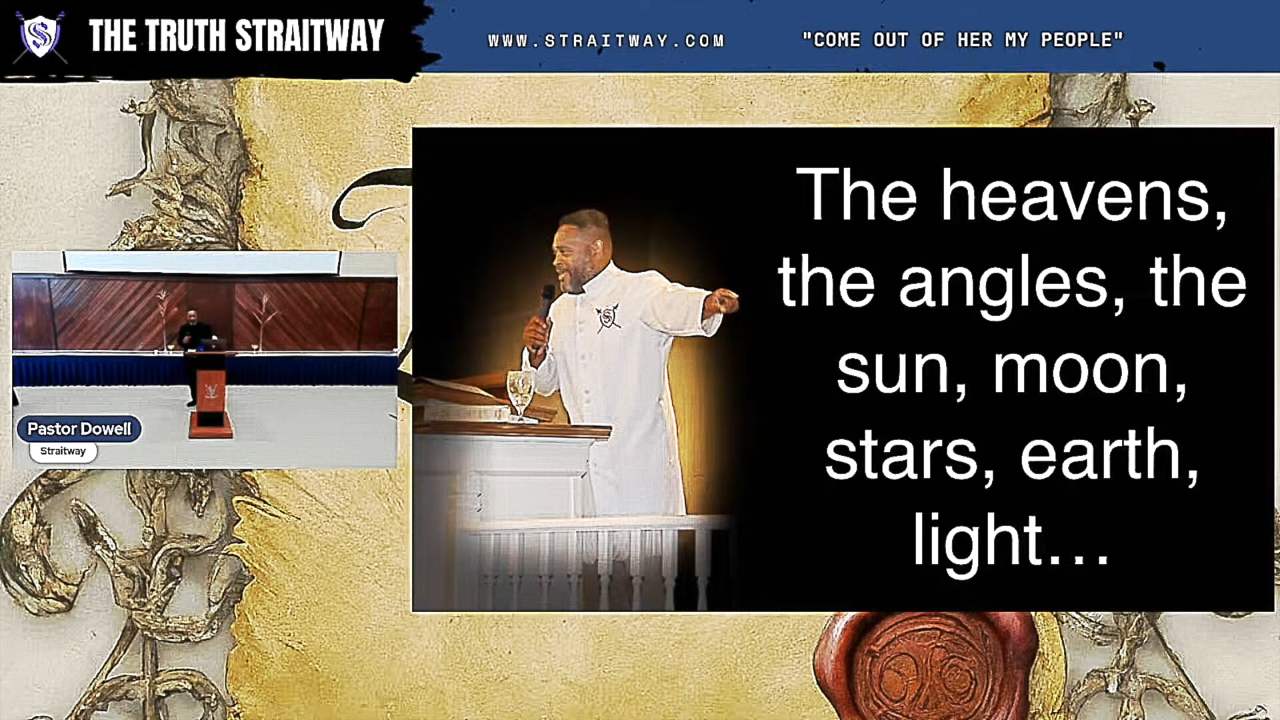 THE TRUTH STRAITWAY
WWW.STRAITWAY.COM
"COME OUT OF HER MY PEOPLE"
The heavens,
the angles, the
sun, moon,
stars, earth,
light…
Pastor Dowell
Straitway